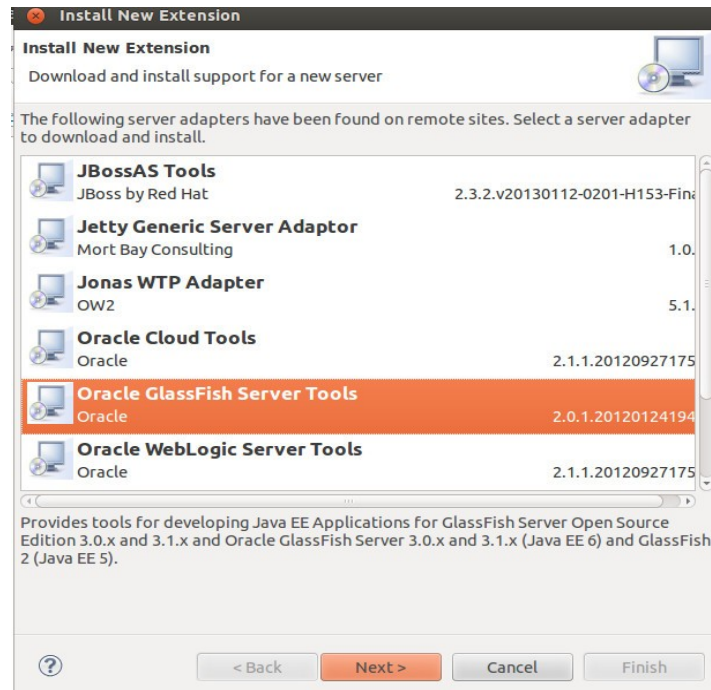 Install New Extension
Install New Extension
Download and install support for a new server
The following server adapters have been found on remote sites. Select a server adapter
to download and install.
JBossAS Tools
JBoss by Red Hat 2.3.2.v20130112-0201-H153-Fina
Jetty Generic Server Adaptor
Mort Bay Consulting 1.0.
Jonas WTP Adapter
OW2 5.1.
Oracle Cloud Tools
Oracle 2.1.1.20120927175
Oracle GlassFish Server Tools
Oracle 2.0.1.20120124194
Oracle WebLogic Server Tools
Oracle 2.1.1.20120927175
Provides tools for developing Java EE Applications for GlassFish Server Open Source
Edition 3.0.x and 3.1.x and Oracle GlassFish Server 3.0.x and 3.1.x (Java EE 6) and GlassFish
2 (Java EE 5).
? < Back Next > Cancel Finish